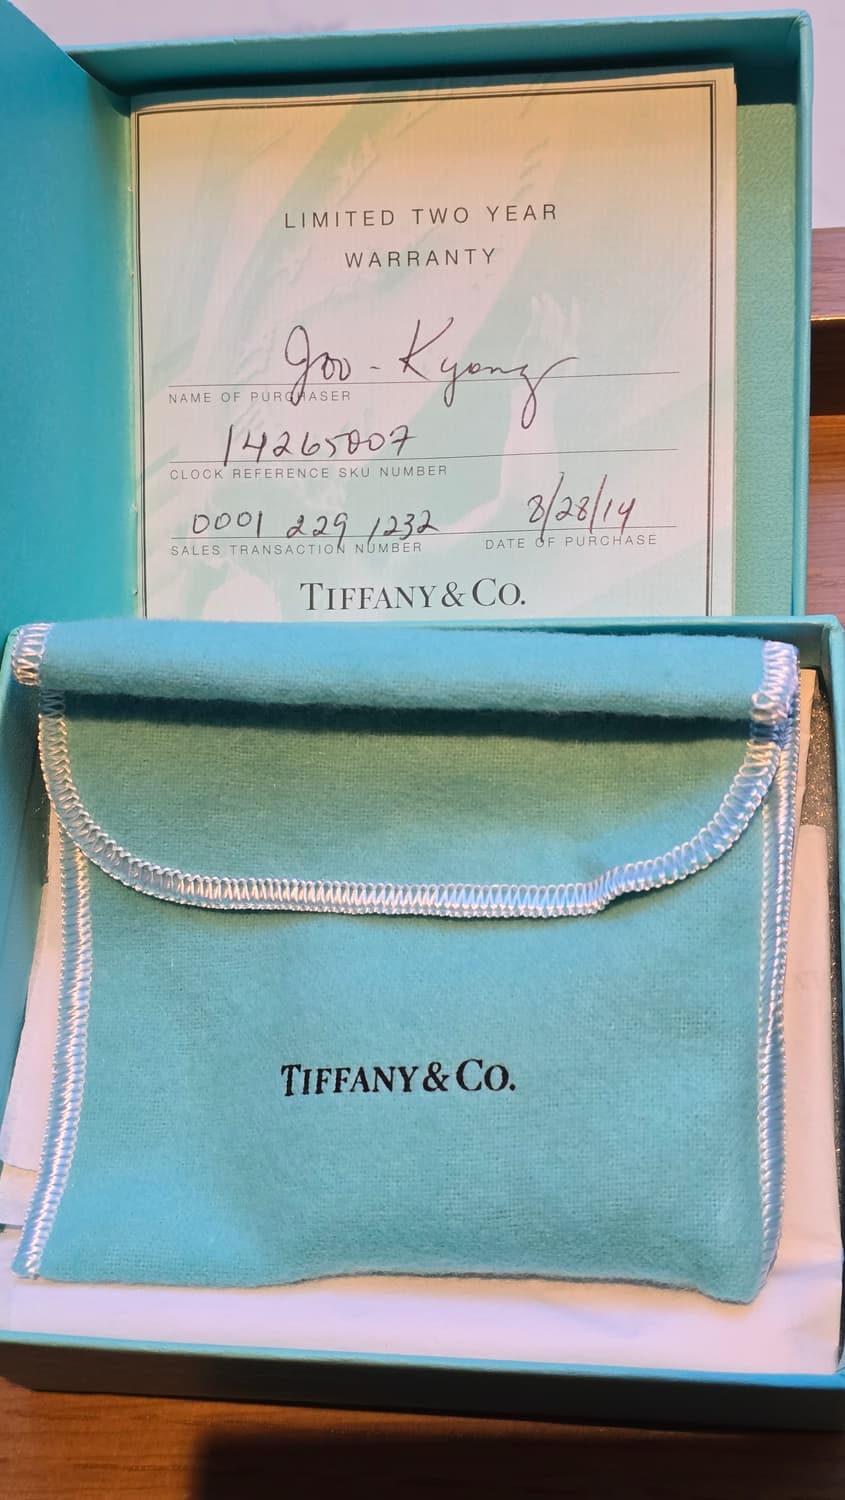 LIMITED TWO YEAR
WARRANTY
Joo-Kyong
NAME OF PURCHASER
14265007
CLOCK REFERENCE SKU NUMBER
0001 229 1232 8/28/14
SALES TRANSACTION NUMBER DATE OF PURCHASE
TIFFANY & CO.
TIFFANY & CO.